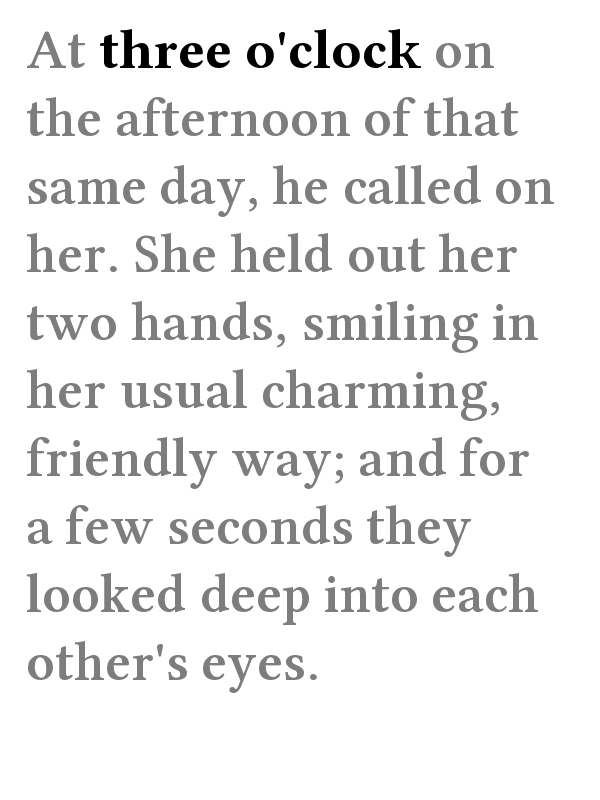 At three o'clock on
the afternoon of that
same day, he called on
her. She held out her
two hands, smiling in
her usual charming,
friendly way; and for
a few seconds they
looked deep into each
other's eyes.